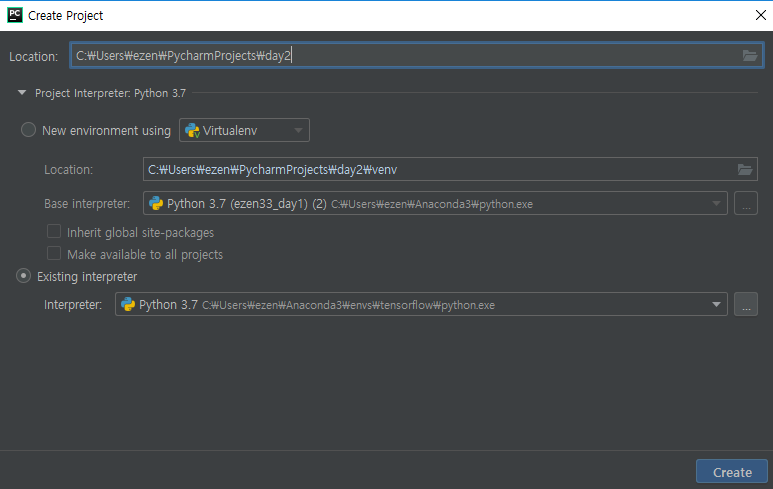 PC Create Project
Location: C:₩Users₩ezen₩PycharmProjects₩day2
Project Interpreter: Python 3.7
New environment using Virtualenv
Location: C:₩Users₩ezen₩PycharmProjects₩day2₩venv
Base interpreter: Python 3.7 (ezen33_day1) (2) C:₩Users₩ezen₩Anaconda3₩python.exe ...
Inherit global site-packages
Make available to all projects
Existing interpreter
Interpreter: Python 3.7 C:₩Users₩ezen₩Anaconda3₩envs₩tensorflow₩python.exe ...
Create